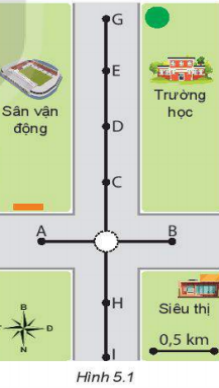 G
E
Sân vận
động
Trường
học
D
C
A
B
H
Siêu thị
B
Đ
N
0,5 km
I
Hình 5.1